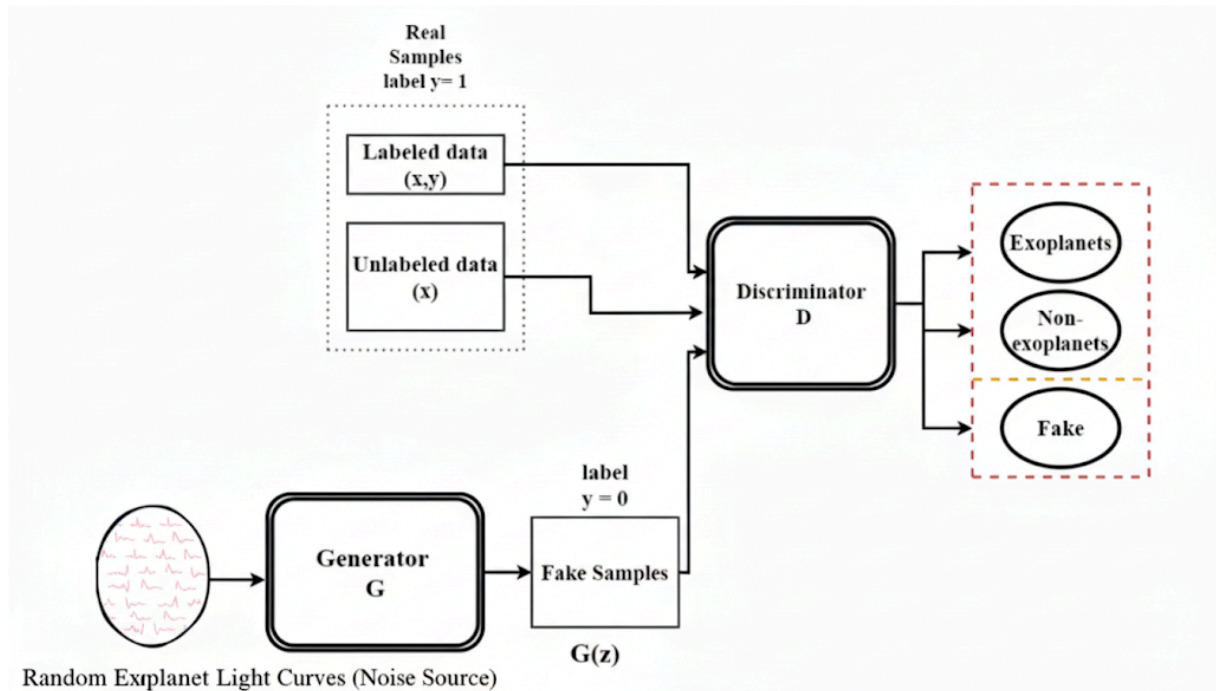 Real
Samples
label y= 1
Labeled data
(x,y)
Unlabeled data
(x)
Discriminator
D
Exoplanets
Non-
exoplanets
Fake
label
y = 0
Generator
G
Fake Samples
G(z)
Random Exıplanet Light Curves (Noise Source)